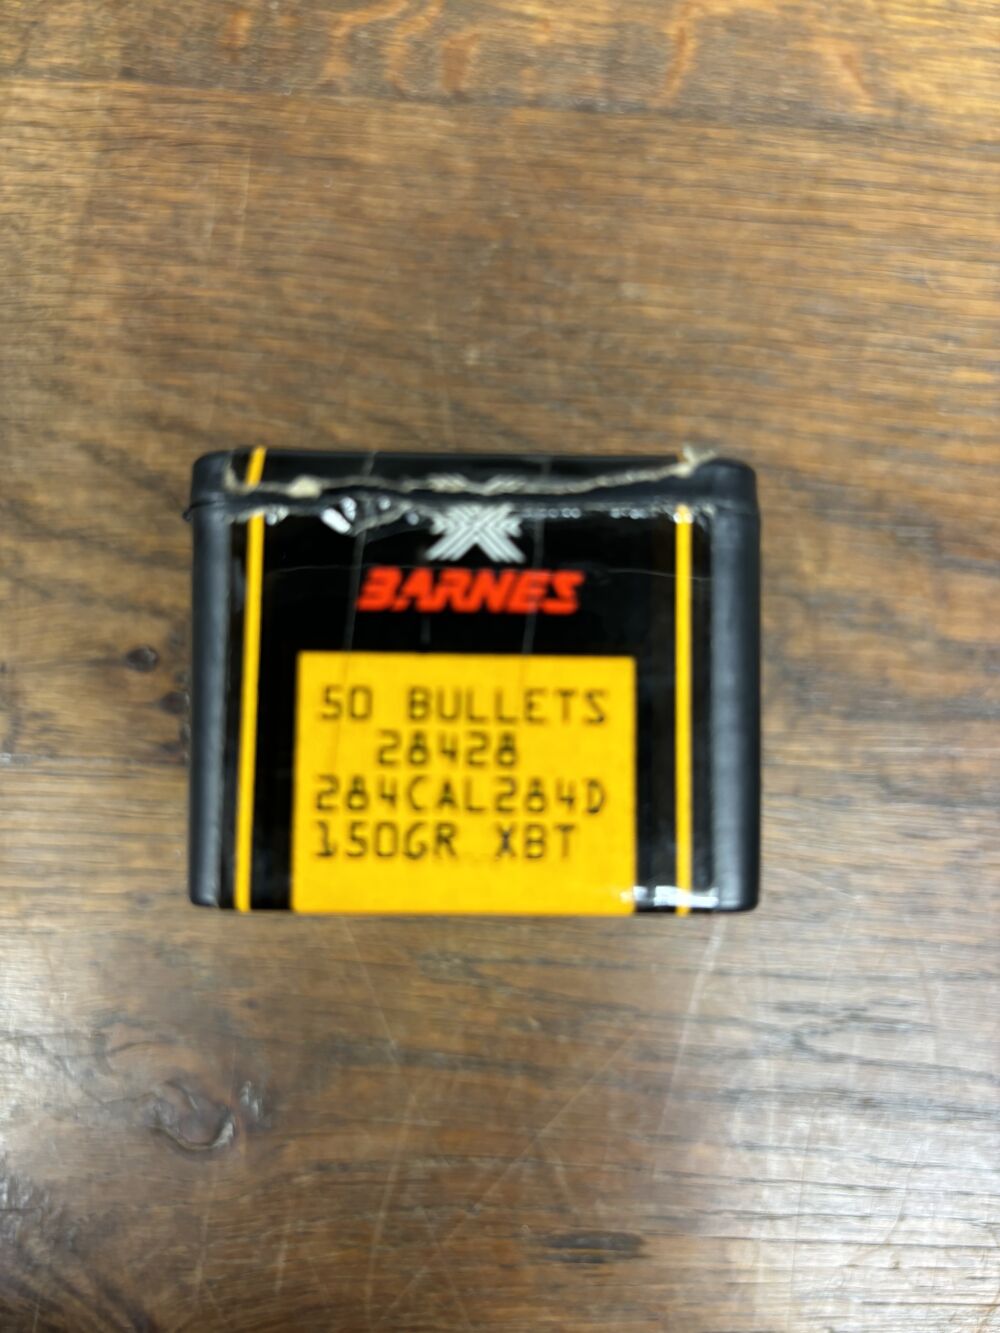 BARNES
50 BULLETS
28428
284CAL284D
150GR XBT